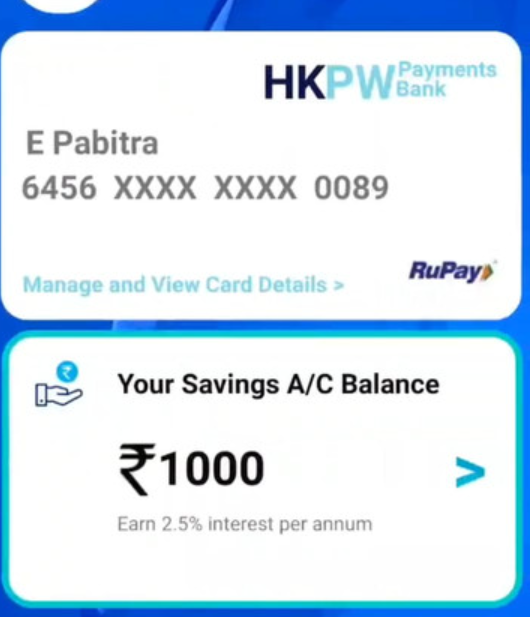 HKPW Payments Bank
E Pabitra
6456 XXXX XXXX 0089
RuPay
Manage and View Card Details >
Your Savings A/C Balance
₹1000
>
Earn 2.5% interest per annum